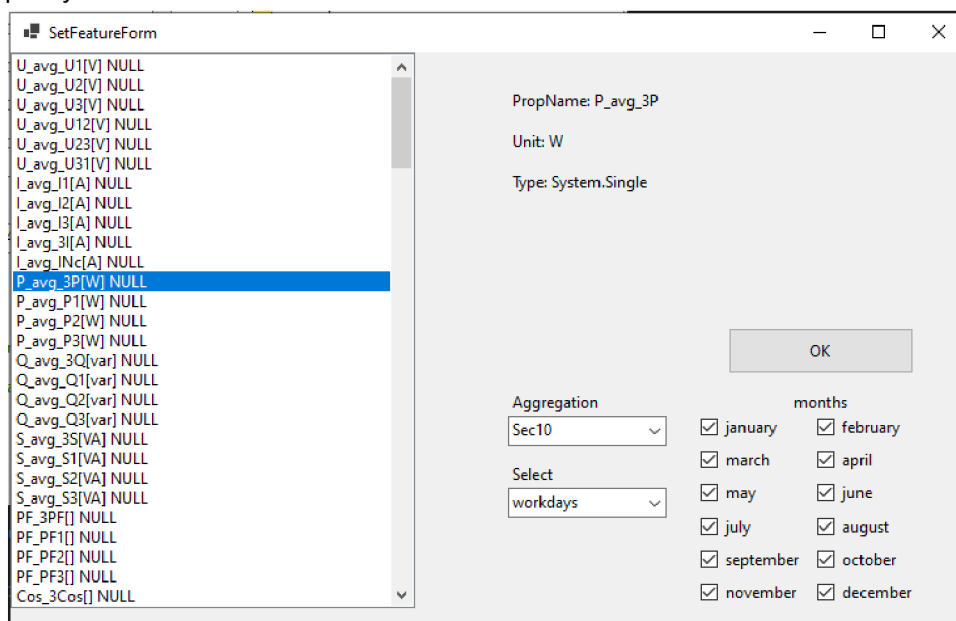 SetFeatureForm
U_avg_U1[V] NULL
U_avg_U2[V] NULL
U_avg_U3[V] NULL
U_avg_U12[V] NULL
U_avg_U23[V] NULL
U_avg_U31[V] NULL
I_avg_I1[A] NULL
I_avg_I2[A] NULL
I_avg_I3[A] NULL
I_avg_3I[A] NULL
I_avg_INc[A] NULL
P_avg_3P[W] NULL
P_avg_P1[W] NULL
P_avg_P2[W] NULL
P_avg_P3[W] NULL
Q_avg_3Q[var] NULL
Q_avg_Q1[var] NULL
Q_avg_Q2[var] NULL
Q_avg_Q3[var] NULL
S_avg_3S[VA] NULL
S_avg_S1[VA] NULL
S_avg_S2[VA] NULL
S_avg_S3[VA] NULL
PF_3PF[] NULL
PF_PF1[] NULL
PF_PF2[] NULL
PF_PF3[] NULL
Cos_3Cos[] NULL
PropName: P_avg_3P
Unit: W
Type: System.Single
OK
Aggregation
Sec10
Select
workdays
months
january february
march april
may june
july august
september october
november december